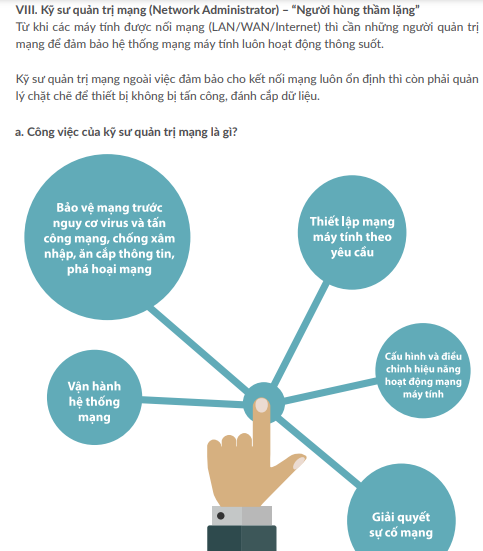 VIII. Kỹ sư quản trị mạng (Network Administrator) – “Người hùng thầm lặng”
Từ khi các máy tính được nối mạng (LAN/WAN/Internet) thì cần những người quản trị
mạng để đảm bảo hệ thống mạng máy tính luôn hoạt động thông suốt.
Kỹ sư quản trị mạng ngoài việc đảm bảo cho kết nối mạng luôn ổn định thì còn phải quản
lý chặt chẽ để thiết bị không bị tấn công, đánh cắp dữ liệu.
a. Công việc của kỹ sư quản trị mạng là gì?
Bảo vệ mạng trước
nguy cơ virus và tấn
công mạng, chống xâm
nhập, ăn cắp thông tin,
phá hoại mạng
Thiết lập mạng
máy tính theo
yêu cầu
Cấu hình và điều
chỉnh hiệu năng
hoạt động mạng
máy tính
Vận hành
hệ thống
mạng
Giải quyết
sự cố mạng